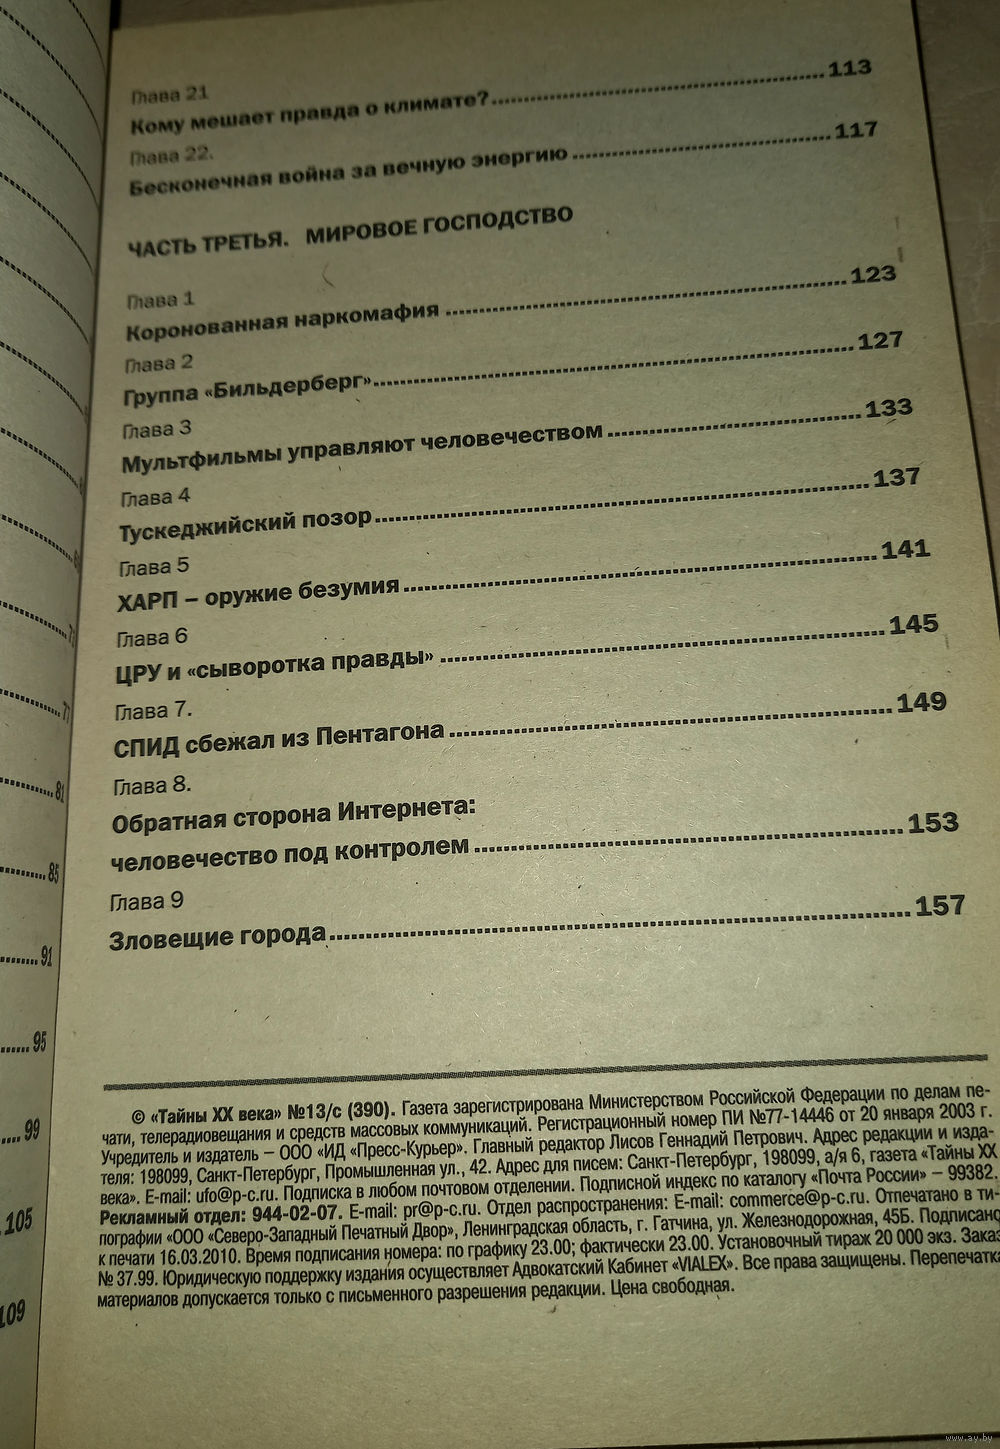 Глава 21
Кому мешает правда о климате?........113
Глава 22.
Бесконечная война за вечную энергию........117
ЧАСТЬ ТРЕТЬЯ. МИРОВОЕ ГОСПОДСТВО
Глава 1
Коронованная наркомафия........123
Глава 2
Группа «Бильдерберг»........127
Глава 3
Мультфильмы управляют человечеством........133
Глава 4
Тускеджийский позор........137
Глава 5
ХАРП – оружие безумия........141
Глава 6
ЦРУ и «сыворотка правды»........145
Глава 7.
СПИД сбежал из Пентагона........149
Глава 8.
Обратная сторона Интернета:
человечество под контролем........153
Глава 9
Зловещие города........157
© «Тайны XX века» №13/с (390). Газета зарегистрирована Министерством Российской Федерации по делам пе-
чати, телерадиовещания и средств массовых коммуникаций. Регистрационный номер ПИ №77-14446 от 20 января 2003 г.
Учредитель и издатель – ООО «ИД «Пресс-Курьер». Главный редактор Лисов Геннадий Петрович. Адрес редакции и изда-
теля: 198099, Санкт-Петербург, Промышленная ул., 42. Адрес для писем: Санкт-Петербург, 198099, а/я 6, газета «Тайны XX
века». E-mail: ufo@p-c.ru. Подписка в любом почтовом отделении. Подписной индекс по каталогу «Почта России» – 99382.
Рекламный отдел: 944-02-07. E-mail: pr@p-c.ru. Отдел распространения: E-mail: commerce@p-c.ru. Отпечатано в ти-
пографии «ООО «Северо-Западный Печатный Двор», Ленинградская область, г. Гатчина, ул. Железнодорожная, 45Б. Подписано
к печати 16.03.2010. Время подписания номера: по графику 23.00; фактически 23.00. Установочный тираж 20 000 экз. Заказ
№ 37.99. Юридическую поддержку издания осуществляет Адвокатский Кабинет «VIALEX». Все права защищены. Перепечатка
материалов допускается только с письменного разрешения редакции. Цена свободная.
77
81
85
91
95
99
105
109
www.ay.by